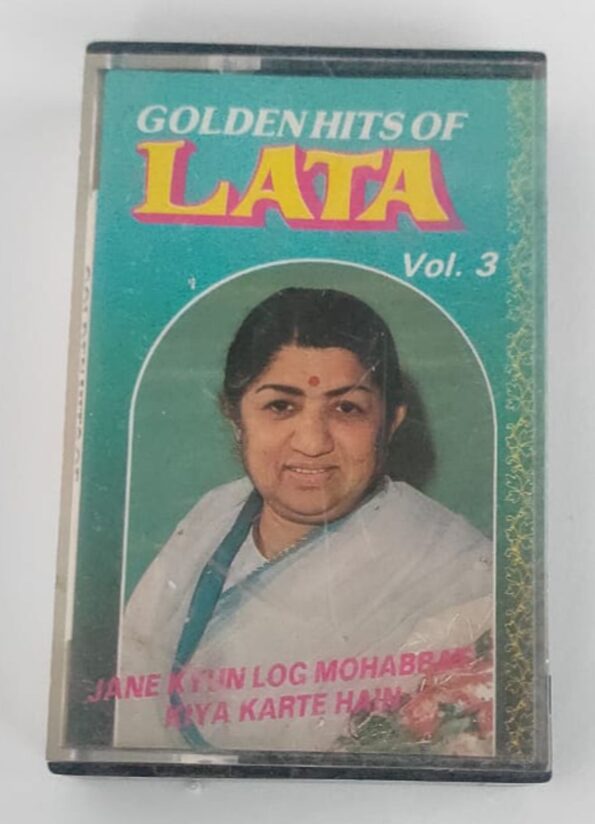 GOLDEN HITS OF
LATA
Vol. 3
JANE KYUN LOG MOHABBAT
KIYA KARTE HAIN